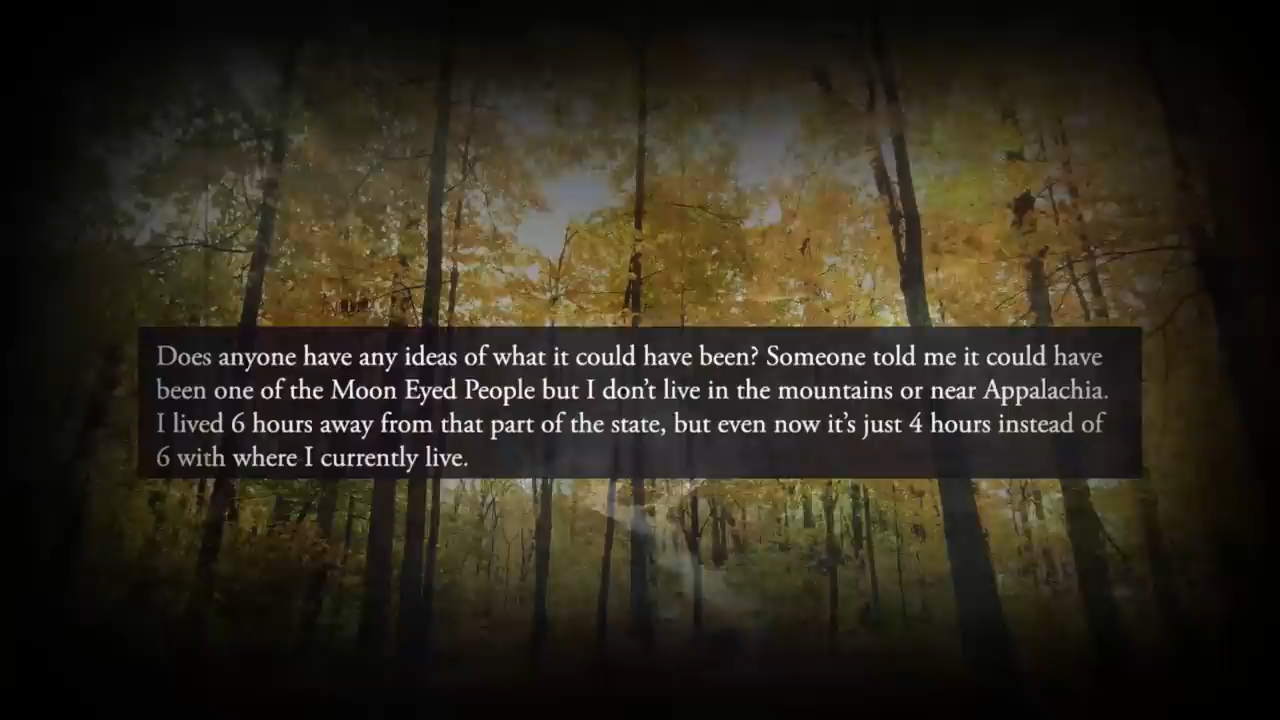 Does anyone have any ideas of what it could have been? Someone told me it could have
been one of the Moon Eyed People but I don't live in the mountains or near Appalachia.
I lived 6 hours away from that part of the state, but even now it's just 4 hours instead of
6 with where I currently live.